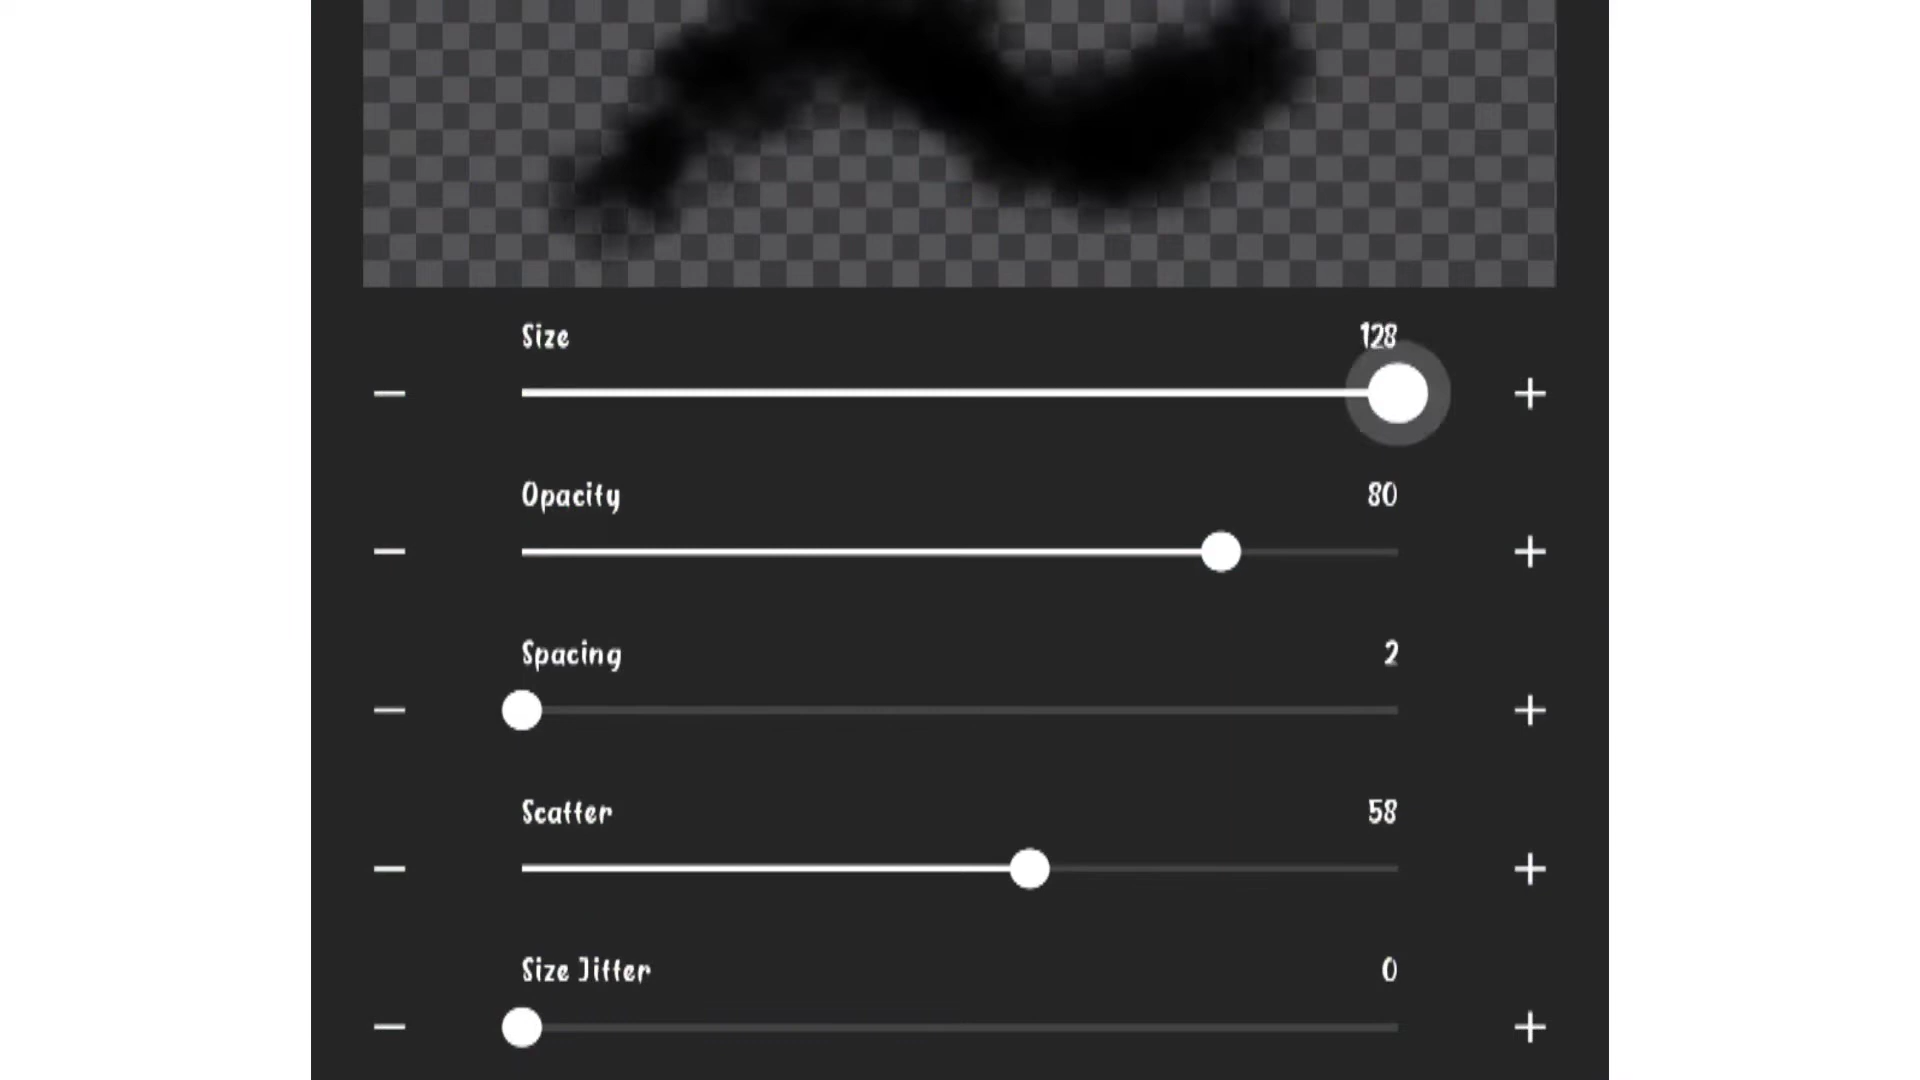 Size 128
Opacity 80
Spacing 2
Scatter 58
Size Jitter 0